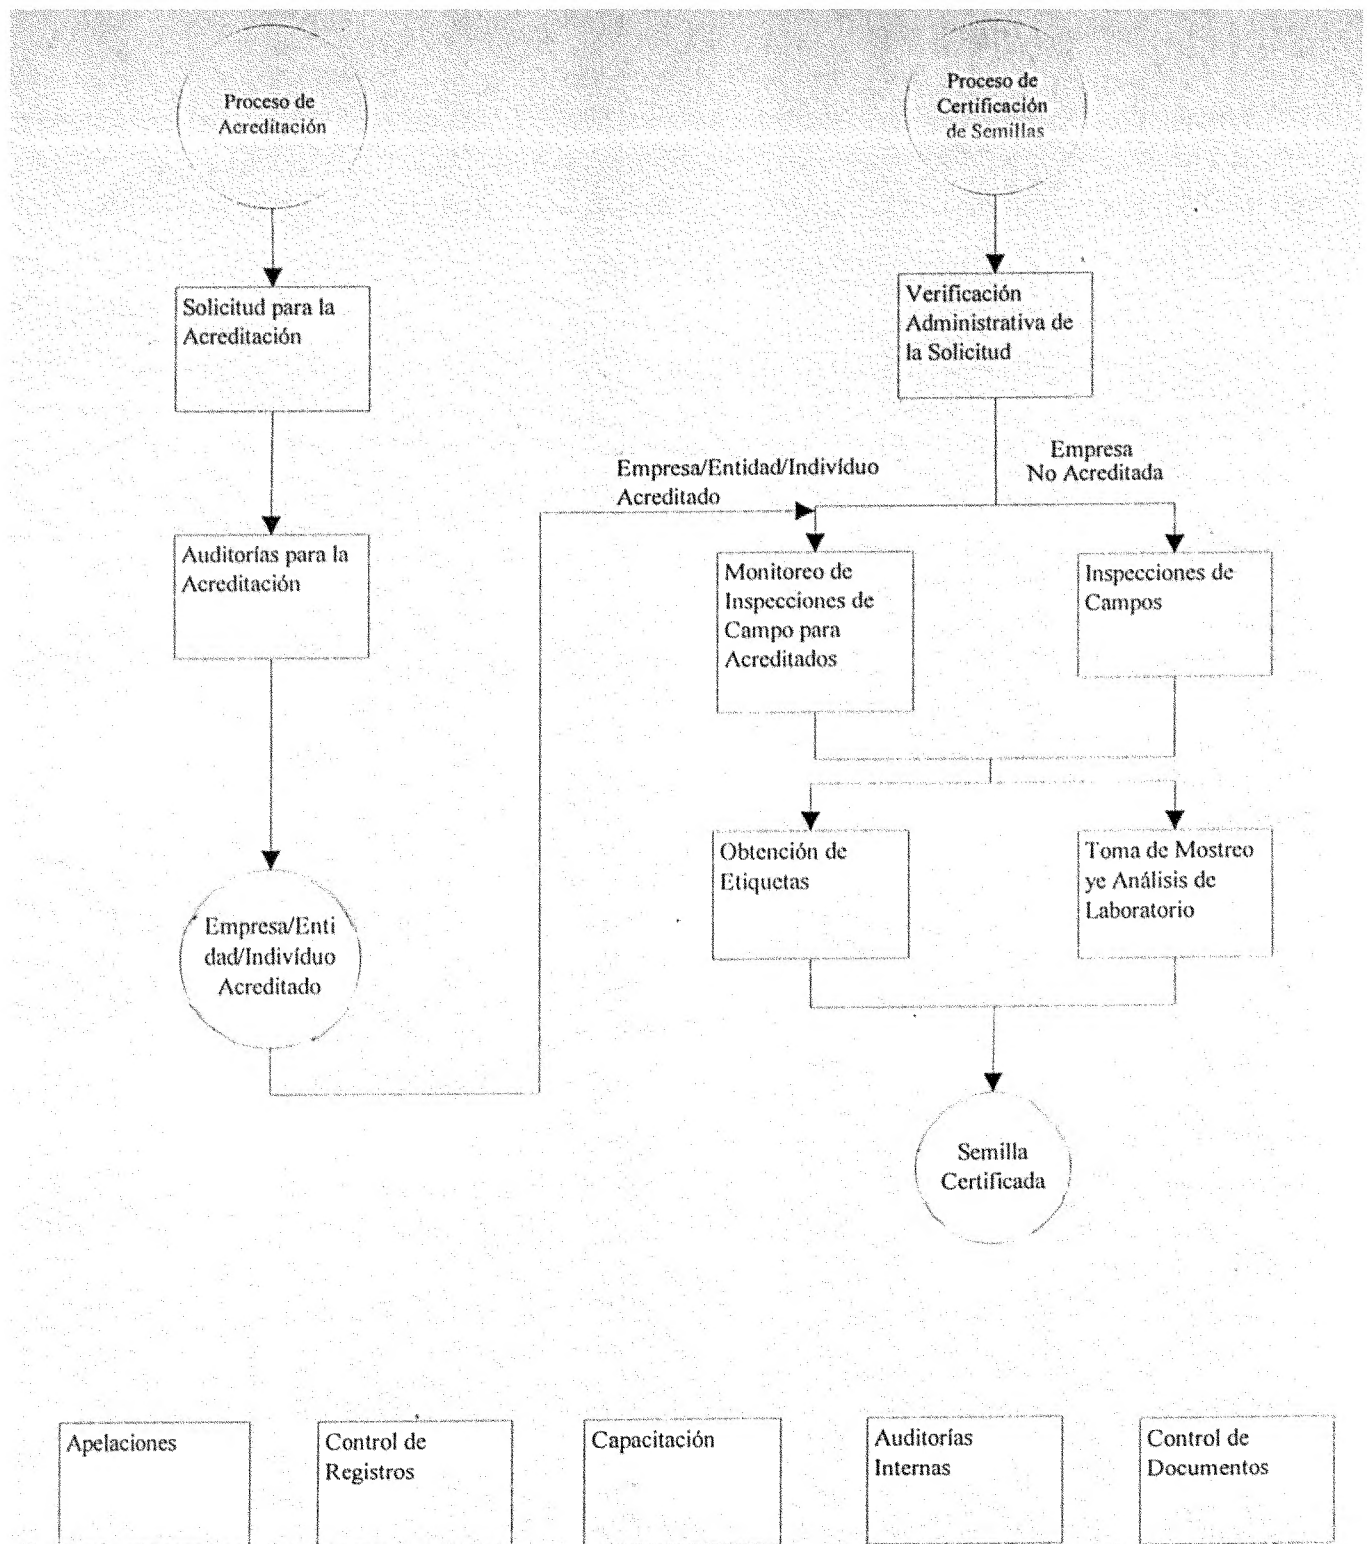 Proceso de
Acreditación
Proceso de
Certificación
de Semillas
Solicitud para la
Acreditación
Verificación
Administrativa de
la Solicitud
Empresa/Entidad/Indivíduo
Acreditado
Empresa
No Acreditada
Auditorías para la
Acreditación
Monitoreo de
Inspecciones de
Campo para
Acreditados
Inspecciones de
Campos
Obtención de
Etiquetas
Toma de Mostreo
ye Análisis de
Laboratorio
Empresa/Enti
dad/Indivíduo
Acreditado
Semilla
Certificada
Apelaciones
Control de
Registros
Capacitación
Auditorías
Internas
Control de
Documentos